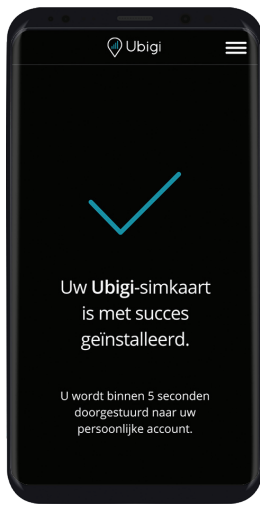 Ubigi
Uw Ubigi-simkaart
is met succes
geïnstalleerd.
U wordt binnen 5 seconden
doorgestuurd naar uw
persoonlijke account.